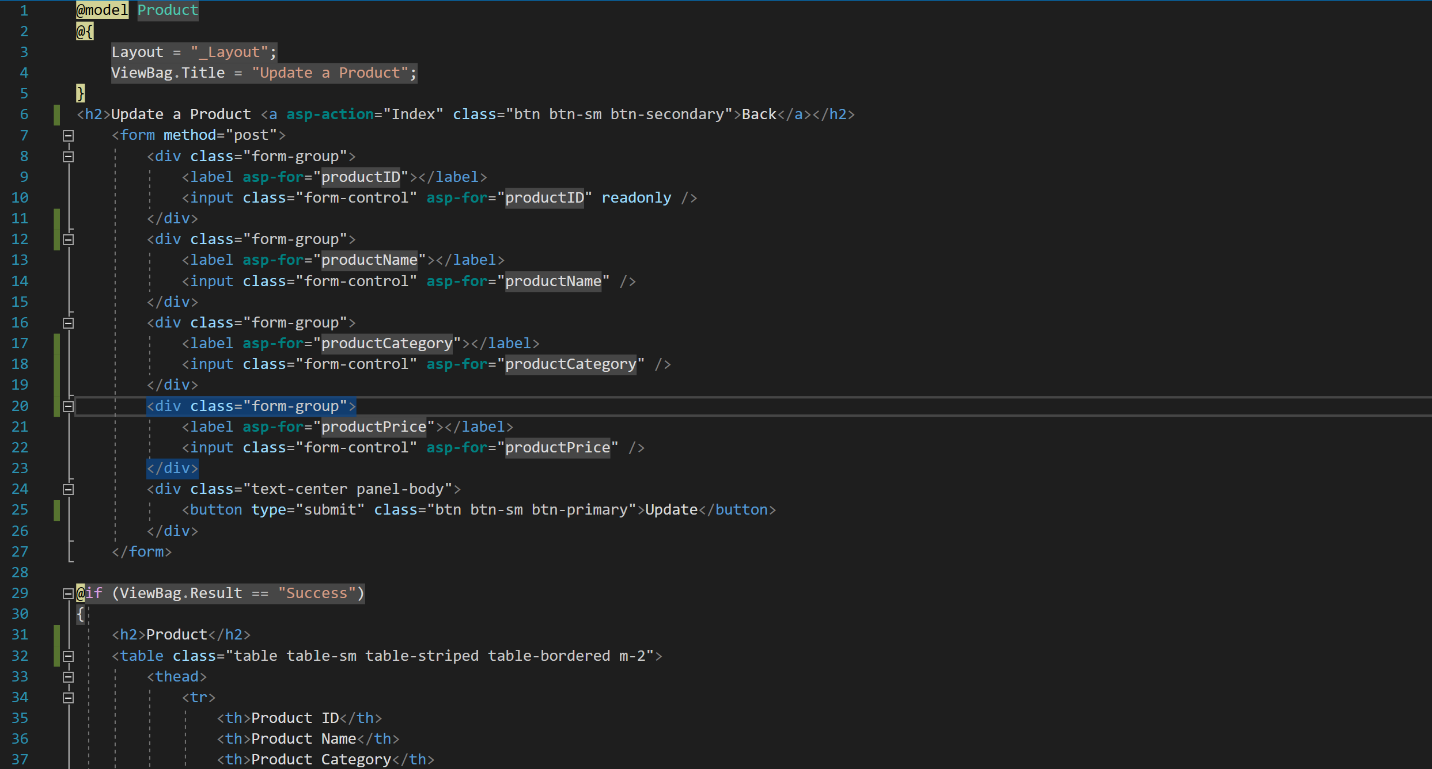 1 @model Product
2 @{
3 Layout = "_Layout";
4 ViewBag.Title = "Update a Product";
5 }
6 <h2>Update a Product <a asp-action="Index" class="btn btn-sm btn-secondary">Back</a></h2>
7 <form method="post">
8 <div class="form-group">
9 <label asp-for="productID"></label>
10 <input class="form-control" asp-for="productID" readonly />
11 </div>
12 <div class="form-group">
13 <label asp-for="productName"></label>
14 <input class="form-control" asp-for="productName" />
15 </div>
16 <div class="form-group">
17 <label asp-for="productCategory"></label>
18 <input class="form-control" asp-for="productCategory" />
19 </div>
20 <div class="form-group">
21 <label asp-for="productPrice"></label>
22 <input class="form-control" asp-for="productPrice" />
23 </div>
24 <div class="text-center panel-body">
25 <button type="submit" class="btn btn-sm btn-primary">Update</button>
26 </div>
27 </form>
28
29 @if (ViewBag.Result == "Success")
30 {
31 <h2>Product</h2>
32 <table class="table table-sm table-striped table-bordered m-2">
33 <thead>
34 <tr>
35 <th>Product ID</th>
36 <th>Product Name</th>
37 <th>Product Category</th>